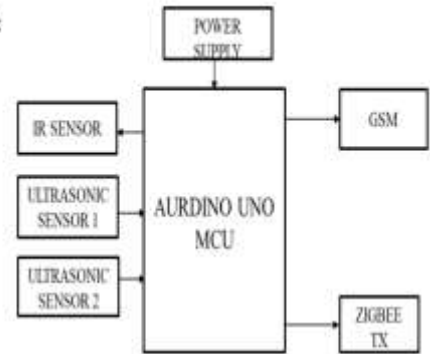 POWER
SUPPLY
IR SENSOR
GSM
ULTRASONIC
SENSOR 1
AURDINO UNO
MCU
ULTRASONIC
SENSOR 2
ZIGBEE
TX